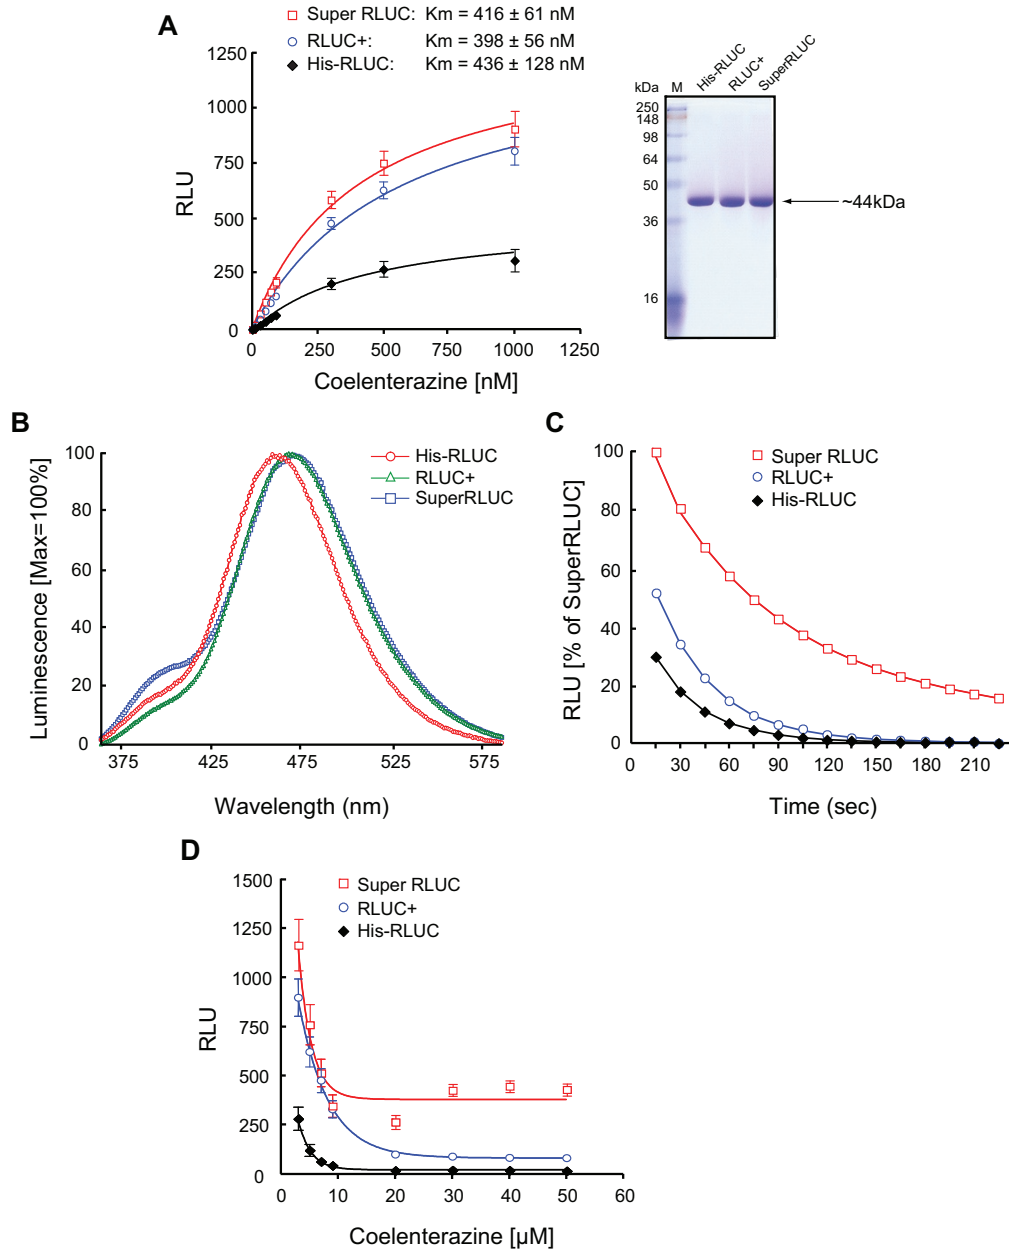 A
Super RLUC: Km = 416 ± 61 nM
RLUC+: Km = 398 ± 56 nM
His-RLUC: Km = 436 ± 128 nM
1250
1000
750
500
250
0
RLU
0 250 500 750 1000 1250
Coelenterazine [nM]
kDa M His-RLUC RLUC+ SuperRLUC
250
148
98
64
50
36
16
~44kDa
B
His-RLUC
RLUC+
SuperRLUC
100
80
60
40
20
0
Luminescence [Max=100%]
375 425 475 525 575
Wavelength (nm)
C
Super RLUC
RLUC+
His-RLUC
100
80
60
40
20
0
RLU [% of SuperRLUC]
0 30 60 90 120 150 180 210
Time (sec)
D
Super RLUC
RLUC+
His-RLUC
1500
1250
1000
750
500
250
0
RLU
0 10 20 30 40 50 60
Coelenterazine [µM]